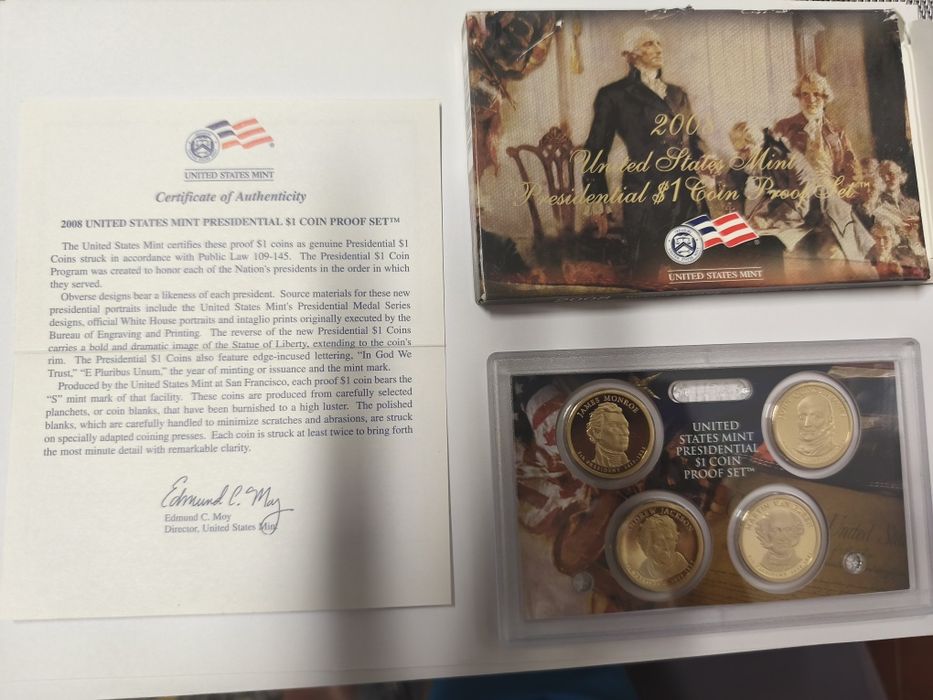 UNITED STATES MINT
Certificate of Authenticity
2008 UNITED STATES MINT PRESIDENTIAL $1 COIN PROOF SET™
The United States Mint certifies these proof $1 coins as genuine Presidential $1
Coins struck in accordance with Public Law 109-145. The Presidential $1 Coin
Program was created to honor each of the Nation's presidents in the order in which
they served.
Obverse designs bear a likeness of each president. Source materials for these new
presidential portraits include the United States Mint's Presidential Medal Series
designs, official White House portraits and intaglio prints originally executed by the
Bureau of Engraving and Printing. The reverse of the new Presidential $1 Coins
carries a bold and dramatic image of the Statue of Liberty, extending to the coin's
rim. The Presidential $1 Coins also feature edge-incused lettering, "In God We
Trust," "E Pluribus Unum," the year of minting or issuance and the mint mark.
Produced by the United States Mint at San Francisco, each proof $1 coin bears the
"S" mint mark of that facility. These coins are produced from carefully selected
planchets, or coin blanks, that have been burnished to a high luster. The polished
blanks, which are carefully handled to minimize scratches and abrasions, are struck
on specially adapted coining presses. Each coin is struck at least twice to bring forth
the most minute detail with remarkable clarity.
Edmund C. Moy
Edmund C. Moy
Director, United States Mint
2008
United States Mint
Presidential $1 Coin Proof Set™
UNITED STATES MINT
2008
JAMES MONROE
UNITED
STATES MINT
PRESIDENTIAL
$1 COIN
PROOF SET™
ANDREW JACKSON
MARTIN VAN BUREN
United S